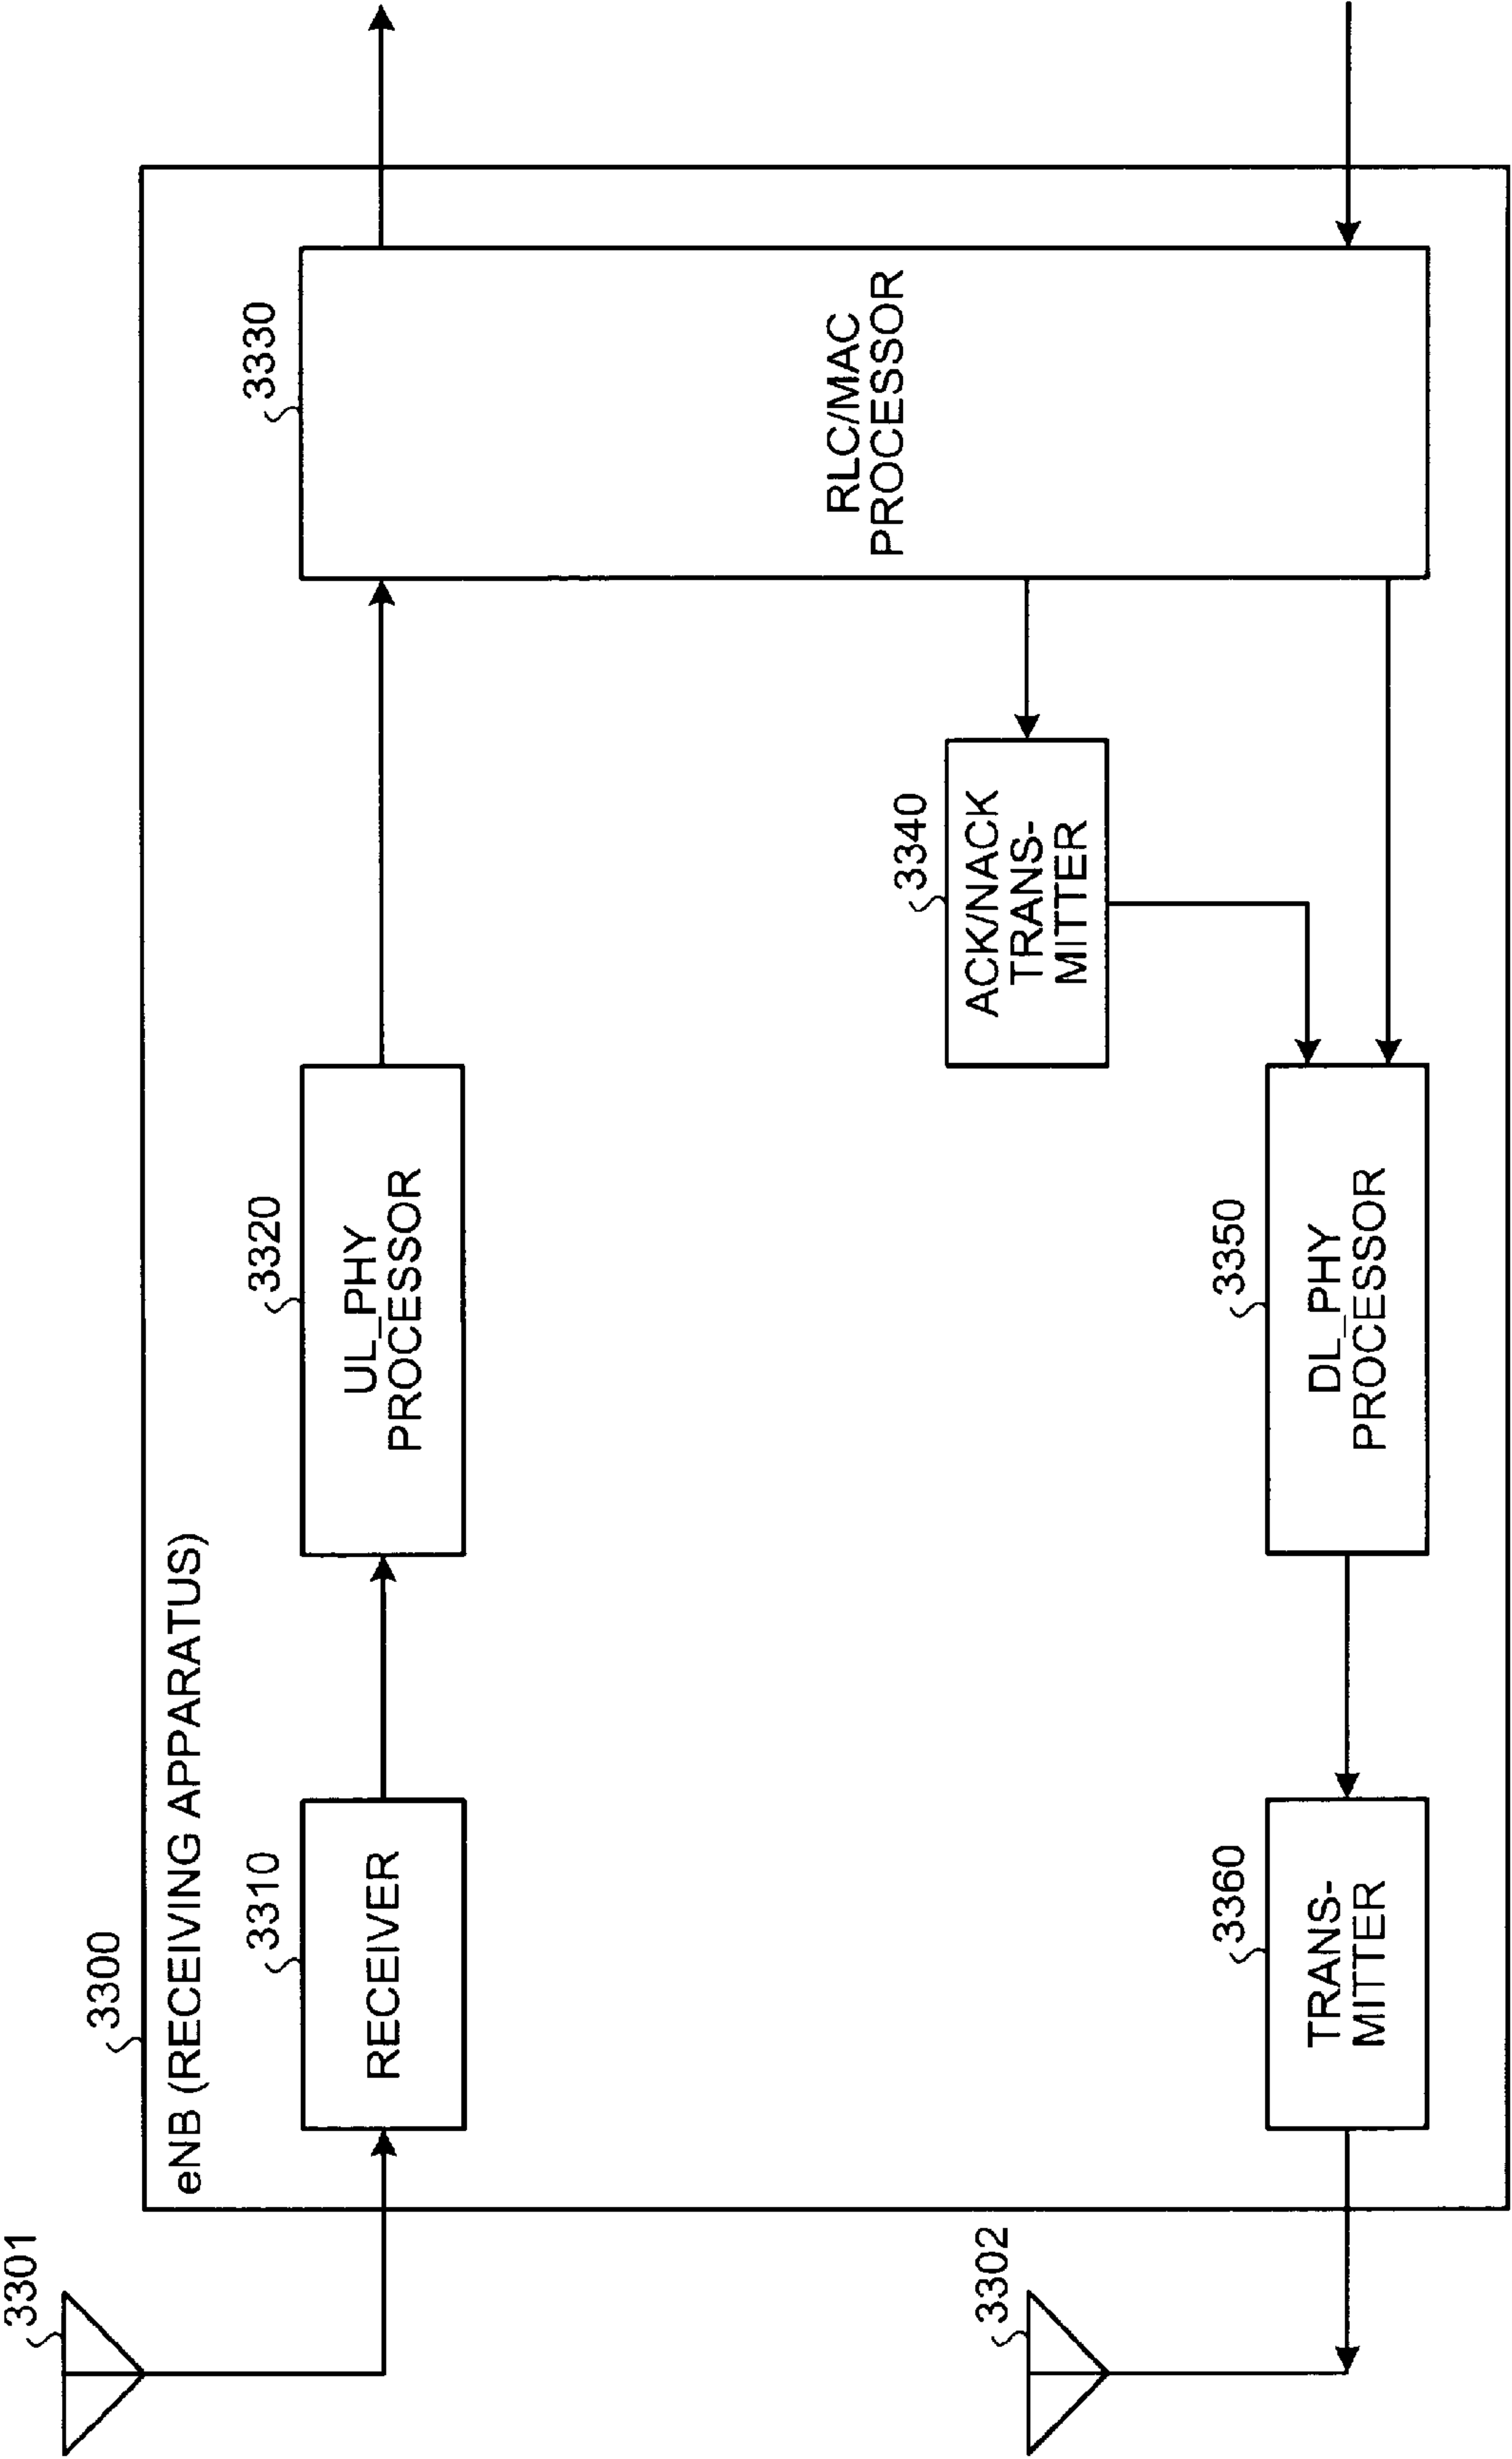 3300
eNB (RECEIVING APPARATUS)
3301
3310
RECEIVER
3320
UL_PHY
PROCESSOR
3330
RLC/MAC
PROCESSOR
3340
ACK/NACK
TRANS-
MITTER
3302
3360
TRANS-
MITTER
3350
DL_PHY
PROCESSOR